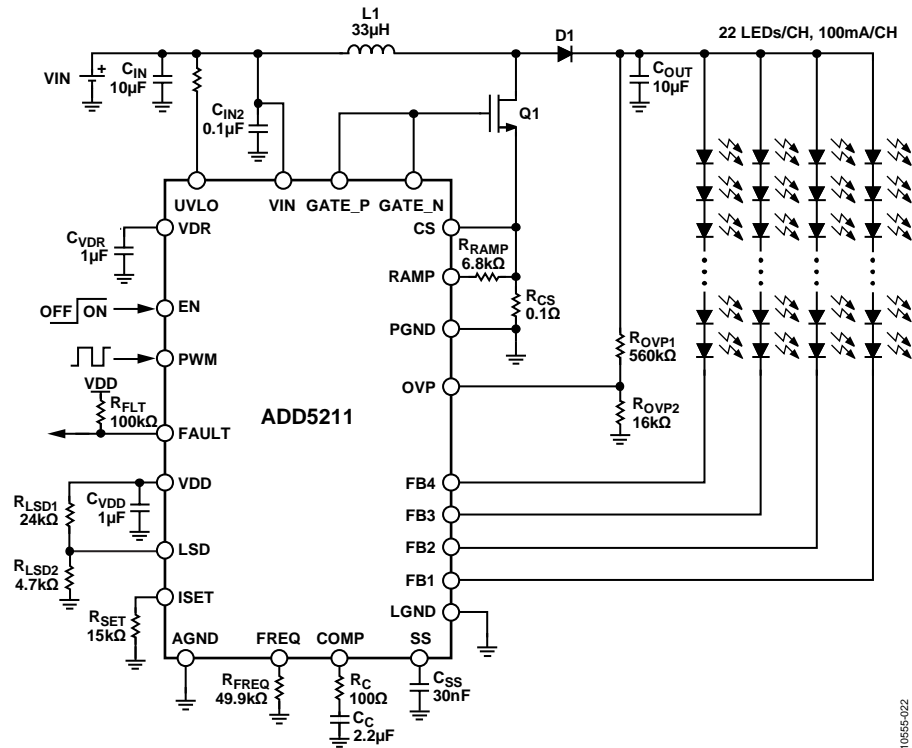 L1
33µH
D1
22 LEDs/CH, 100mA/CH
VIN
+
CIN
10µF
CIN2
0.1µF
COUT
10µF
Q1
UVLO
VIN
GATE_P
GATE_N
VDR
CVDR
1µF
CS
RRAMP
6.8kΩ
RAMP
RCS
0.1Ω
OFF
ON
EN
PGND
ROVP1
560kΩ
PWM
OVP
VDD
RFLT
100kΩ
ADD5211
ROVP2
16kΩ
FAULT
VDD
FB4
RLSD1
24kΩ
CVDD
1µF
FB3
LSD
FB2
RLSD2
4.7kΩ
FB1
ISET
RSET
15kΩ
LGND
AGND
FREQ
COMP
SS
RFREQ
49.9kΩ
RC
100Ω
CC
2.2µF
CSS
30nF
10555-022